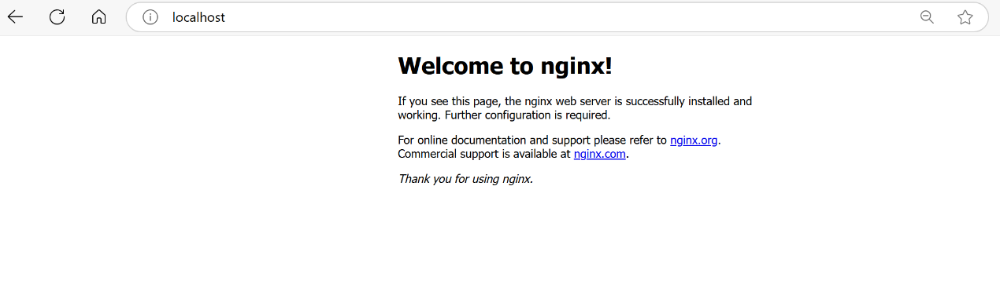 localhost
Welcome to nginx!
If you see this page, the nginx web server is successfully installed and
working. Further configuration is required.
For online documentation and support please refer to nginx.org.
Commercial support is available at nginx.com.
Thank you for using nginx.